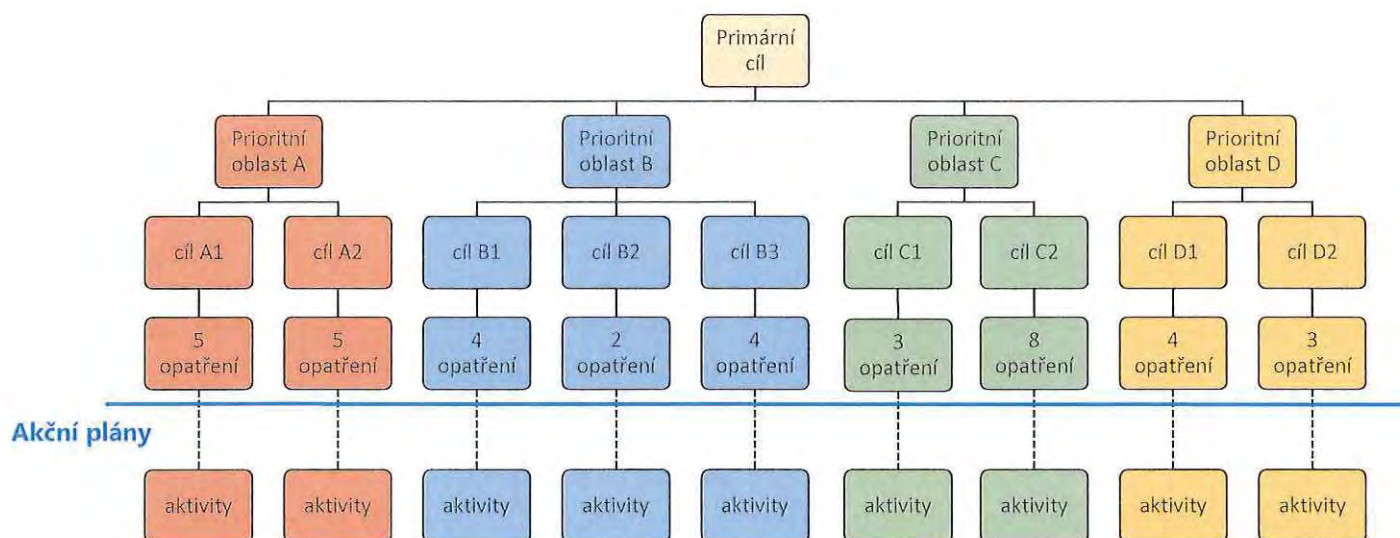 Primární
cíl
Prioritní
oblast A
Prioritní
oblast B
Prioritní
oblast C
Prioritní
oblast D
cíl A1
cíl A2
cíl B1
cíl B2
cíl B3
cíl C1
cíl C2
cíl D1
cíl D2
5
opatření
5
opatření
4
opatření
2
opatření
4
opatření
3
opatření
8
opatření
4
opatření
3
opatření
Akční plány
aktivity
aktivity
aktivity
aktivity
aktivity
aktivity
aktivity
aktivity
aktivity